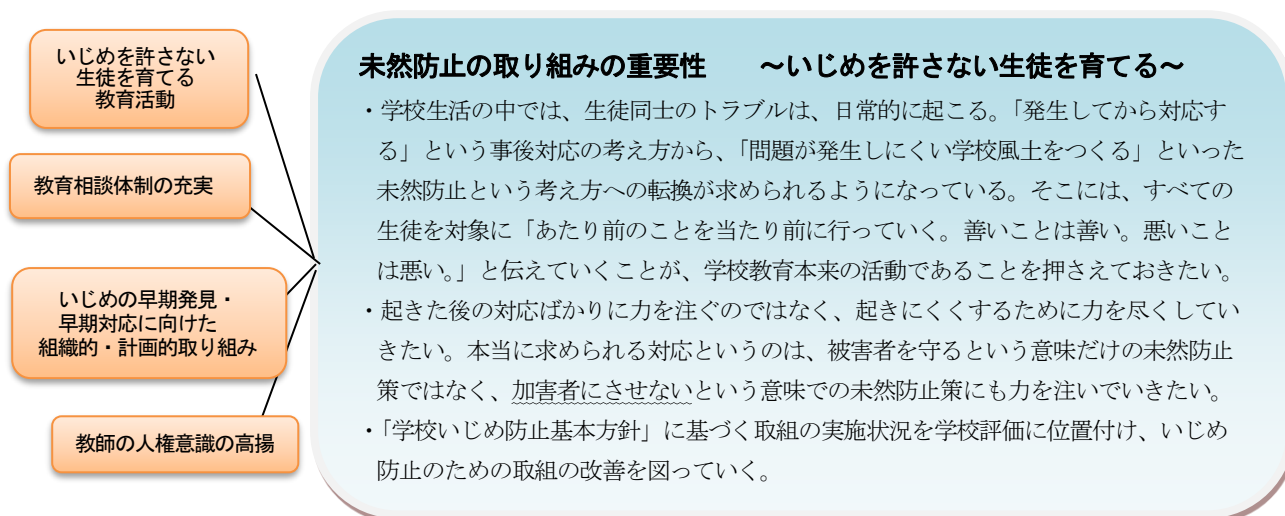 いじめを許さない
生徒を育てる
教育活動
教育相談体制の充実
いじめの早期発見・
早期対応に向けた
組織的・計画的取り組み
教師の人権意識の高揚
未然防止の取り組みの重要性　　～いじめを許さない生徒を育てる～
・学校生活の中では、生徒同士のトラブルは、日常的に起こる。「発生してから対応す
る」という事後対応の考え方から、「問題が発生しにくい学校風土をつくる」といった
未然防止という考え方への転換が求められるようになっている。そこには、すべての
生徒を対象に「あたり前のことを当たり前に行っていく。善いことは善い。悪いこと
は悪い。」と伝えていくことが、学校教育本来の活動であることを押さえておきたい。
・起きた後の対応ばかりに力を注ぐのではなく、起きにくくするために力を尽くしてい
きたい。本当に求められる対応というのは、被害者を守るという意味だけの未然防止
策ではなく、加害者にさせないという意味での未然防止策にも力を注いでいきたい。
・「学校いじめ防止基本方針」に基づく取組の実施状況を学校評価に位置付け、いじめ
防止のための取組の改善を図っていく。